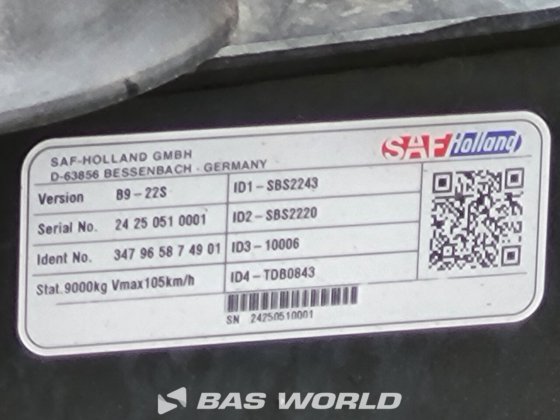 SAF-HOLLAND GMBH
D-63856 BESSENBACH - GERMANY
SAF Holland
Version B9-22S
Serial No. 24 25 051 0001
Ident No. 347 96 58 7 49 01
Stat. 9000kg Vmax105km/h
ID1-SBS2243
ID2-SBS2220
ID3-10006
ID4-TDB0843
SN 24250510001
BAS WORLD